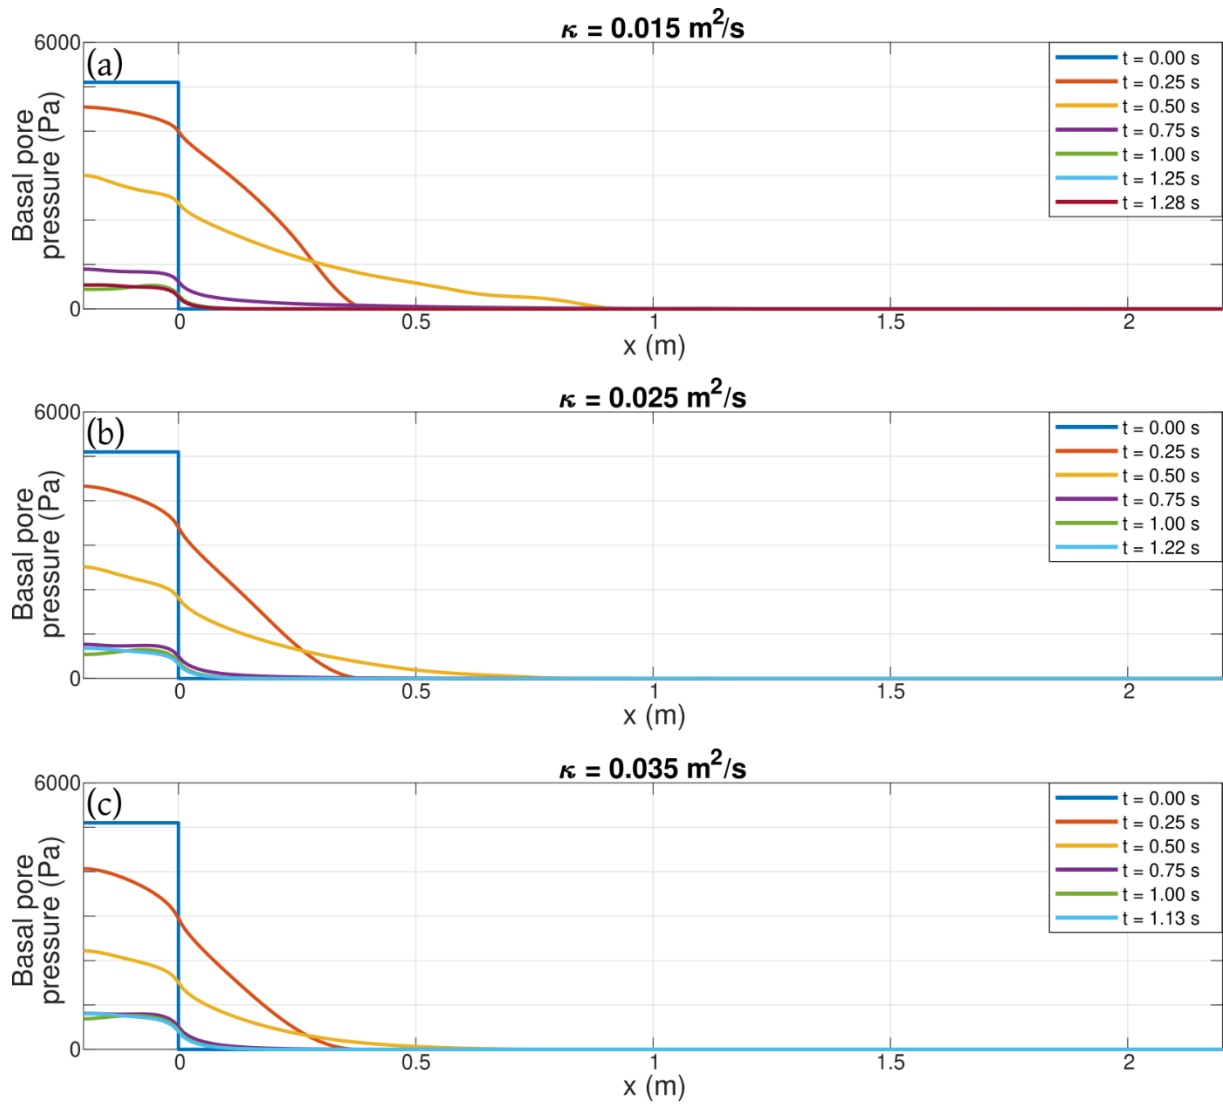 κ = 0.015 m²/s
(a)
6000
0
Basal pore
pressure (Pa)
t = 0.00 s
t = 0.25 s
t = 0.50 s
t = 0.75 s
t = 1.00 s
t = 1.25 s
t = 1.28 s
0 0.5 1 1.5 2
x (m)
κ = 0.025 m²/s
(b)
6000
0
Basal pore
pressure (Pa)
t = 0.00 s
t = 0.25 s
t = 0.50 s
t = 0.75 s
t = 1.00 s
t = 1.22 s
0 0.5 1 1.5 2
x (m)
κ = 0.035 m²/s
(c)
6000
0
Basal pore
pressure (Pa)
t = 0.00 s
t = 0.25 s
t = 0.50 s
t = 0.75 s
t = 1.00 s
t = 1.13 s
0 0.5 1 1.5 2
x (m)